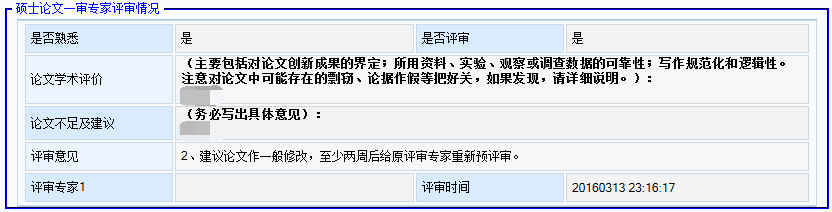 硕士论文一审专家评审情况
是否熟悉 是 是否评审 是
论文学术评价 (主要包括对论文创新成果的界定；所用资料、实验、观察或调查数据的可靠性；写作规范化和逻辑性。
注意对论文中可能存在的剽窃、论据作假等把好关，如果发现，请详细说明。)：
论文不足及建议 (务必写出具体意见)：
评审意见 2、建议论文作一般修改，至少两周后给原评审专家重新预评审。
评审专家1 评审时间 20160313 23:16:17